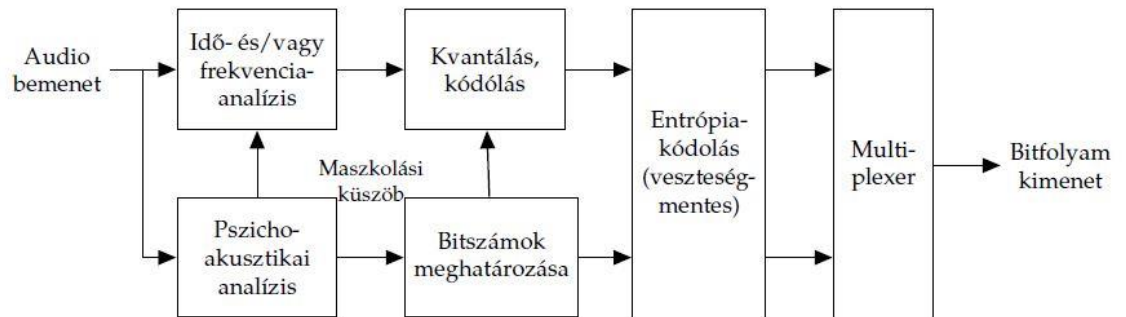 Audio
bemenet
Idő- és/vagy
frekvencia-
analízis
Kvantálás,
kódólás
Entrópia-
kódolás
(veszteség-
mentes)
Multi-
plexer
Bitfolyam
kimenet
Maszkolási
küszöb
Pszicho-
akusztikai
analízis
Bitszámok
meghatározása